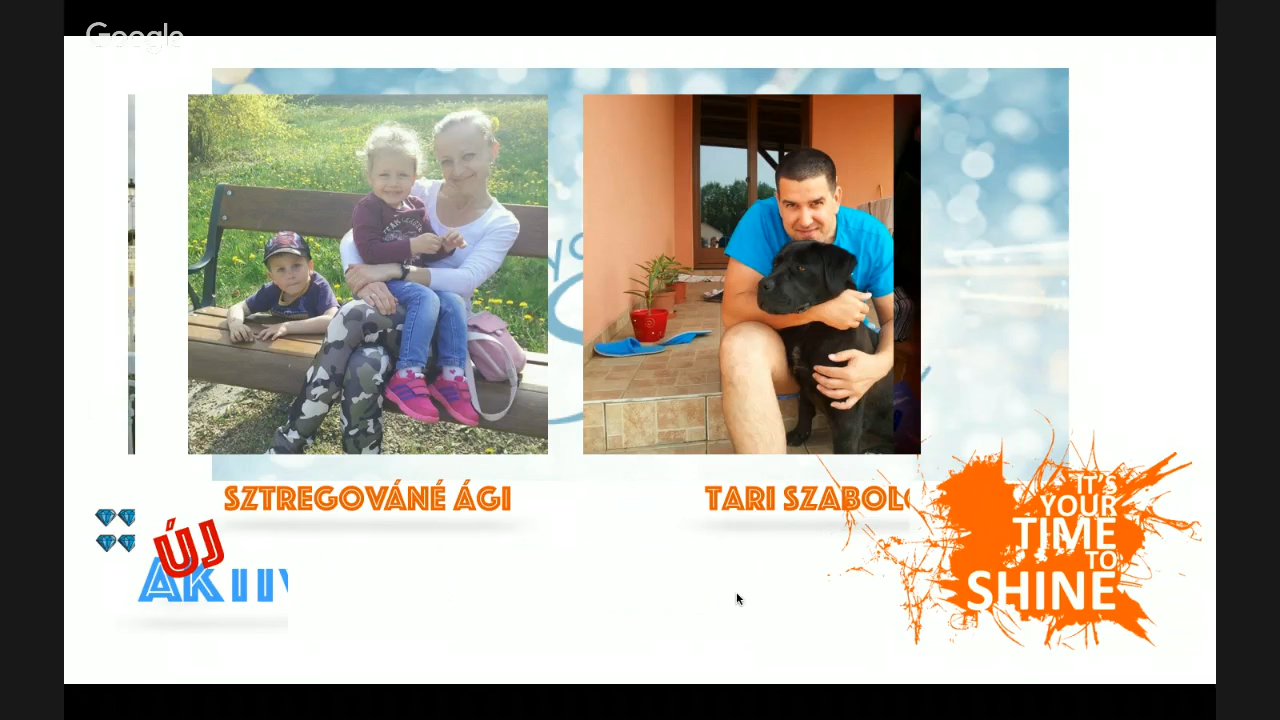 Google
SZTREGOVÁNÉ ÁGI
TARI SZABOL
ÚJ
IT'S
YOUR
TIME
TO
SHINE